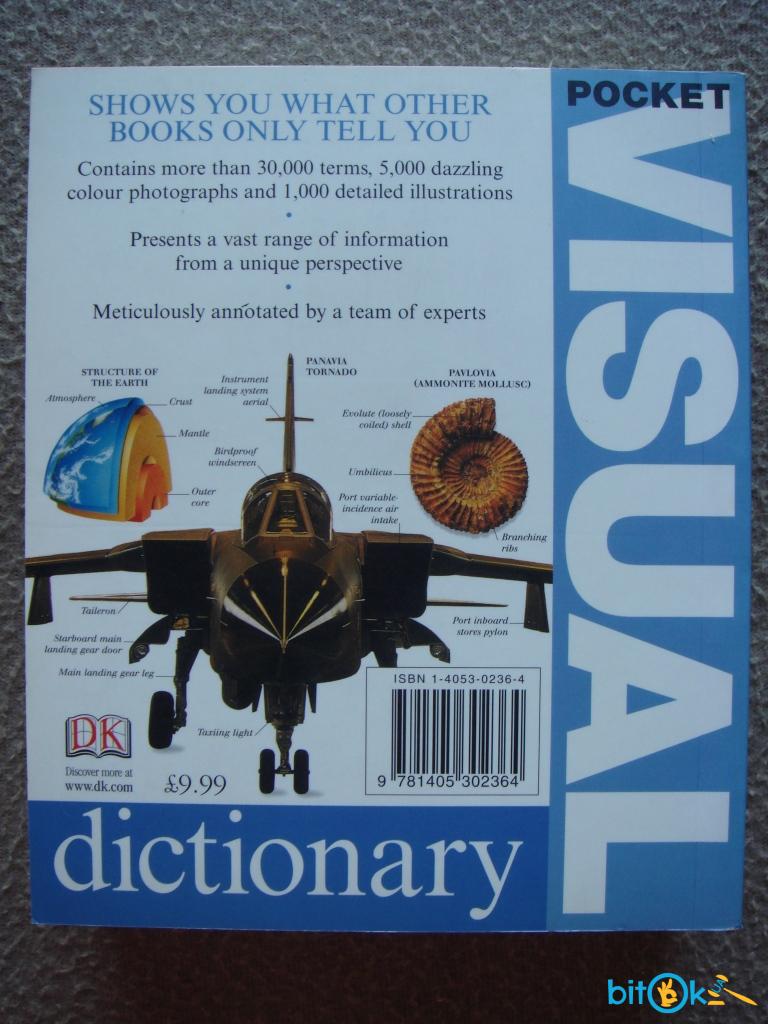 SHOWS YOU WHAT OTHER
BOOKS ONLY TELL YOU
Contains more than 30,000 terms, 5,000 dazzling
colour photographs and 1,000 detailed illustrations
•
Presents a vast range of information
from a unique perspective
•
Meticulously annotated by a team of experts
STRUCTURE OF
THE EARTH
Atmosphere
Crust
Mantle
Outer
core
PANAVIA
TORNADO
Instrument
landing system
aerial
Birdproof
windscreen
Port variable-
incidence air
intake
Taileron
Starboard main
landing gear door
Main landing gear leg
Taxiing light
Port inboard
stores pylon
PAVLOVIA
(AMMONITE MOLLUSC)
Evolute (loosely
coiled) shell
Umbilicus
Branching
ribs
DK
Discover more at
www.dk.com
£9.99
ISBN 1-4053-0236-4
9 781405 302364
POCKET
VISUAL
dictionary
bitOk
UA